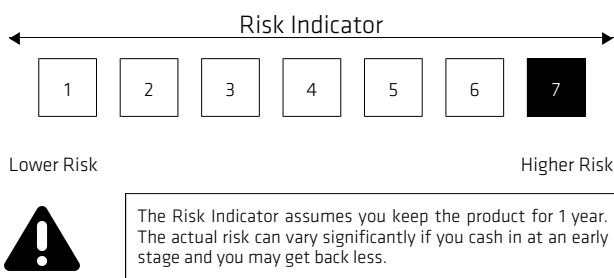 Risk Indicator
1 2 3 4 5 6 7
Lower Risk Higher Risk
The Risk Indicator assumes you keep the product for 1 year.
The actual risk can vary significantly if you cash in at an early
stage and you may get back less.